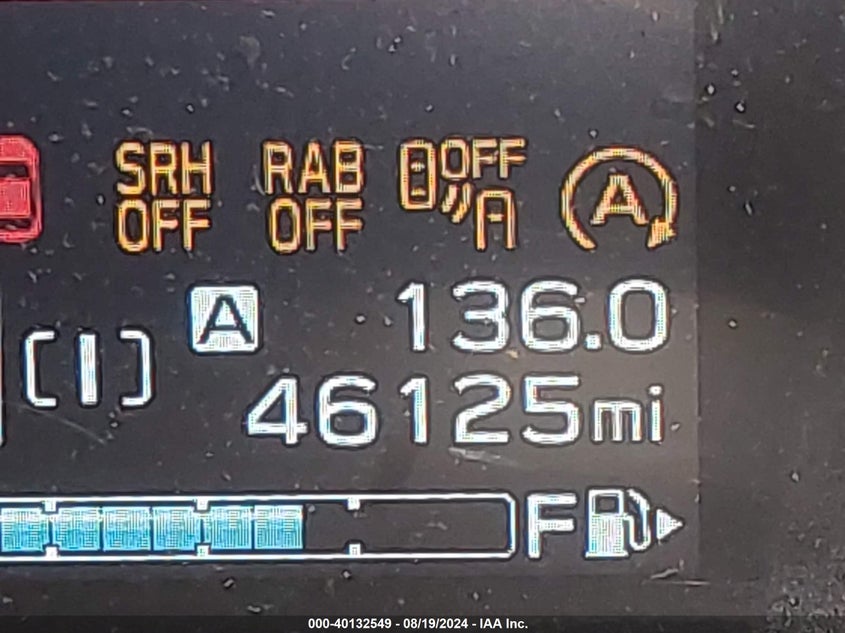 SRH OFF
RAB OFF
OFF
A
A 136.0
46125mi
F
000-40132549 - 08/19/2024 - IAA Inc.